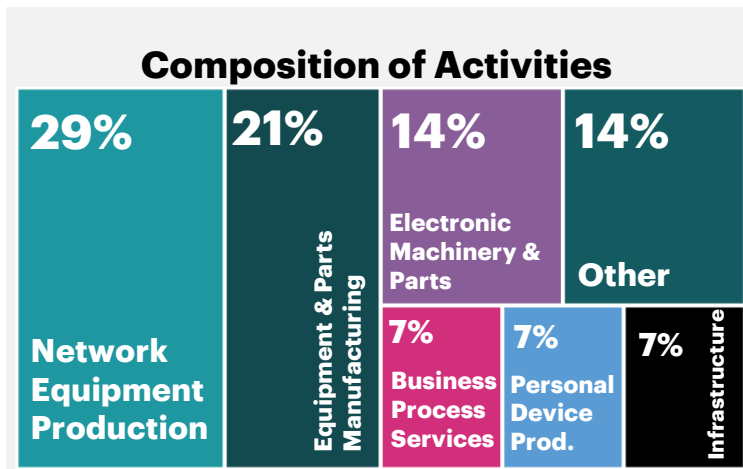 Composition of Activities
29%
Network
Equipment
Production
21%
Equipment & Parts
Manufacturing
14%
Electronic
Machinery &
Parts
14%
Other
7%
Business
Process
Services
7%
Personal
Device
Prod.
7%
Infrastructure